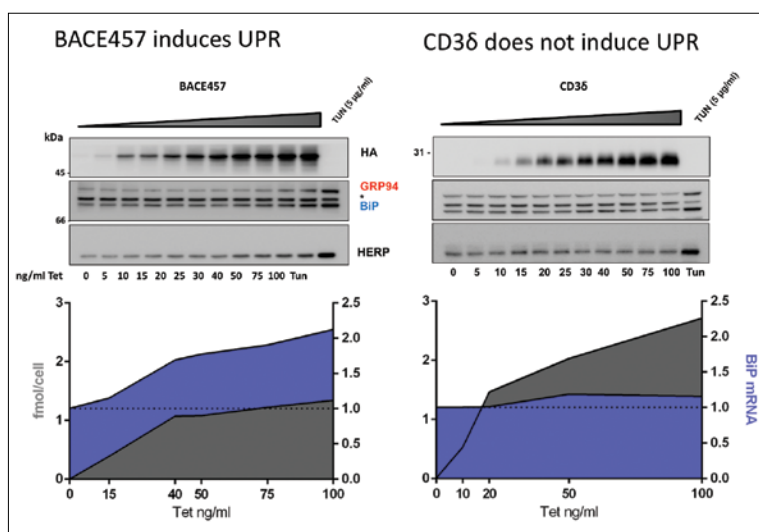 BACE457 induces UPR
CD3δ does not induce UPR
BACE457
TUN (5 µg/ml)
kDa
HA
45
GRP94
*
BiP
66
HERP
ng/ml Tet 0 5 10 15 20 25 30 40 50 75 100 Tun
CD3δ
TUN (5 µg/ml)
31 -
0 5 10 15 20 25 30 40 50 75 100 Tun
3
2
1
0
fmol/cell
2.5
2.0
1.5
1.0
0.5
0.0
0 15 40 50 75 100
Tet ng/ml
3
2
1
0
2.5
2.0
1.5
1.0
0.5
0.0
BiP mRNA
0 10 20 50 100
Tet ng/ml